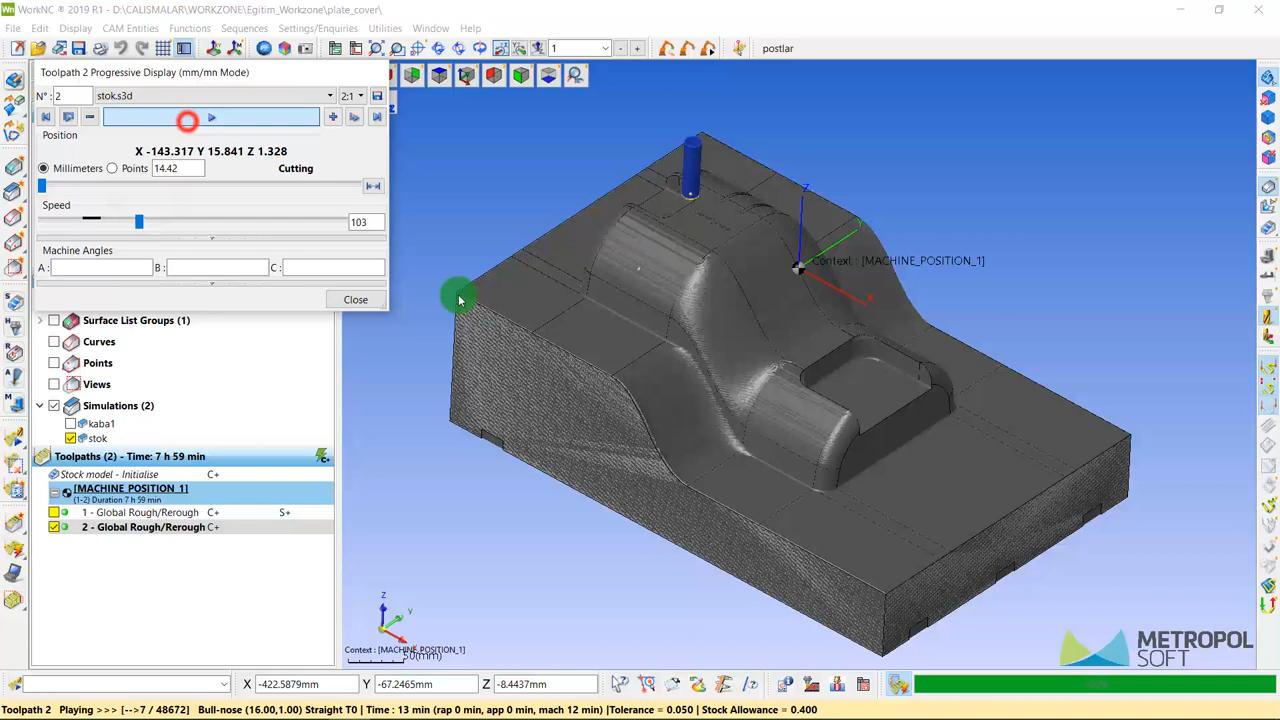 WorkNC ® 2019 R1 - D:\CALISMALAR\WORKZONE\Egitim_Workzone\plate_cover\
File Edit Display CAM Entities Functions Sequences Settings/Enquiries Utilities Window Help
1 - + postlar
Toolpath 2 Progressive Display (mm/mn Mode)
N° : 2 stok.s3d 2:1
Position
X -143.317 Y 15.841 Z 1.328
Millimeters Points 14.42 Cutting
Speed
103
Machine Angles
A : B : C :
Close
Surface List Groups (1)
Curves
Points
Views
Simulations (2)
kaba1
stok
Toolpaths (2) - Time: 7 h 59 min
Stock model - Initialise C+
[MACHINE POSITION 1]
(1-2) Duration 7 h 59 min
1 - Global Rough/Rerough C+ S+
2 - Global Rough/Rerough C+
Z
Y
Context : [MACHINE_POSITION_1]
X
Z
Y
X
Context : [MACHINE_POSITION_1]
50(mm)
METROPOL
SOFT
X -422.5879mm Y -67.2465mm Z -8.4437mm
Toolpath 2 Playing >>> [-->7 / 48672] Bull-nose (16.00,1.00) Straight T0 | Time : 13 min (rap 0 min, app 0 min, mach 12 min) |Tolerance = 0.050 | Stock Allowance = 0.400